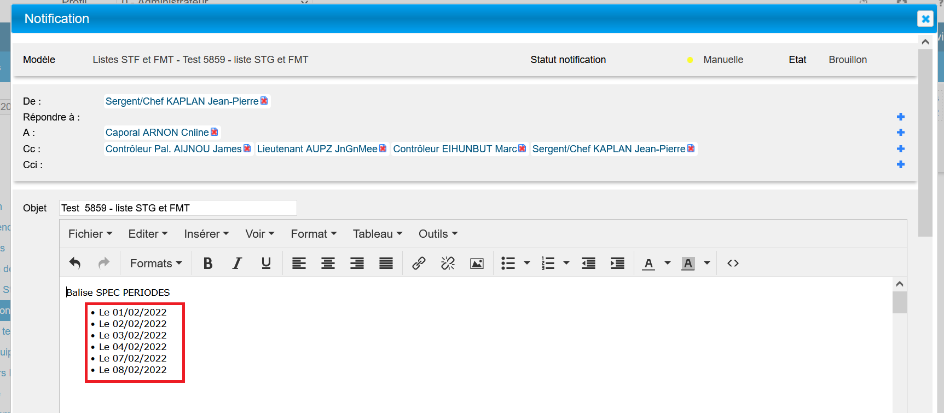 Profil
Administrateur
Notification
Modèle Listes STF et FMT - Test 5859 - liste STG et FMT Statut notification Manuelle Etat Brouillon
De : Sergent/Chef KAPLAN Jean-Pierre
Répondre à :
A : Caporal ARNON Cniine
Cc : Contrôleur Pal. AIJNOU James Lieutenant AUPZ JnGnMee Contrôleur EIHUNBUT Marc Sergent/Chef KAPLAN Jean-Pierre
Cci :
Objet Test 5859 - liste STG et FMT
Fichier Editer Insérer Voir Format Tableau Outils
Formats B I U A A
Balise SPEC PERIODES
• Le 01/02/2022
• Le 02/02/2022
• Le 03/02/2022
• Le 04/02/2022
• Le 07/02/2022
• Le 08/02/2022